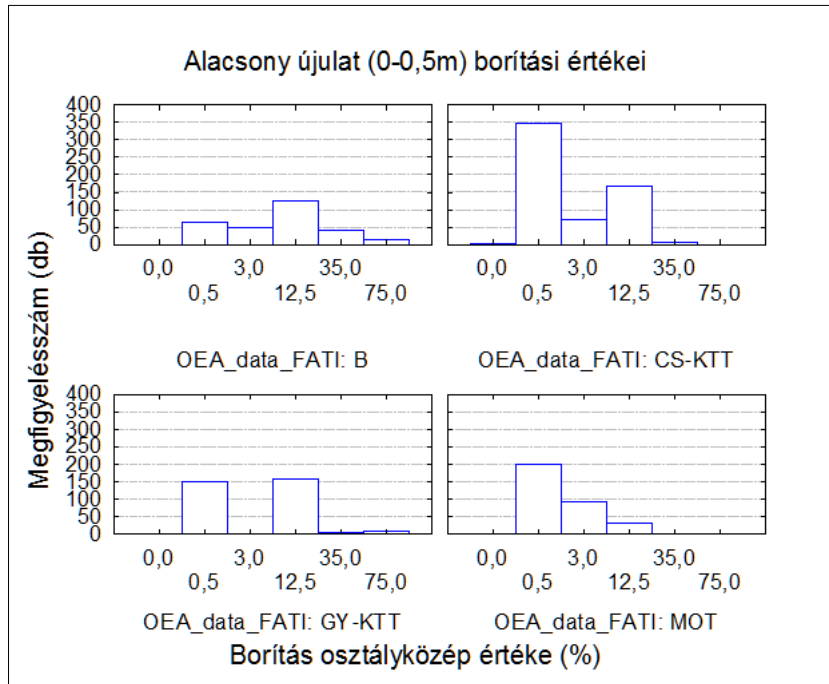 Alacsony újulat (0-0,5m) borítási értékei
Megfigyelésszám (db)
400
350
300
250
200
150
100
50
0
0,0 3,0 35,0 0,0 3,0 35,0
0,5 12,5 75,0 0,5 12,5 75,0
OEA_data_FATI: B OEA_data_FATI: CS-KTT
400
350
300
250
200
150
100
50
0
0,0 3,0 35,0 0,0 3,0 35,0
0,5 12,5 75,0 0,5 12,5 75,0
OEA_data_FATI: GY-KTT OEA_data_FATI: MOT
Borítás osztályközép értéke (%)